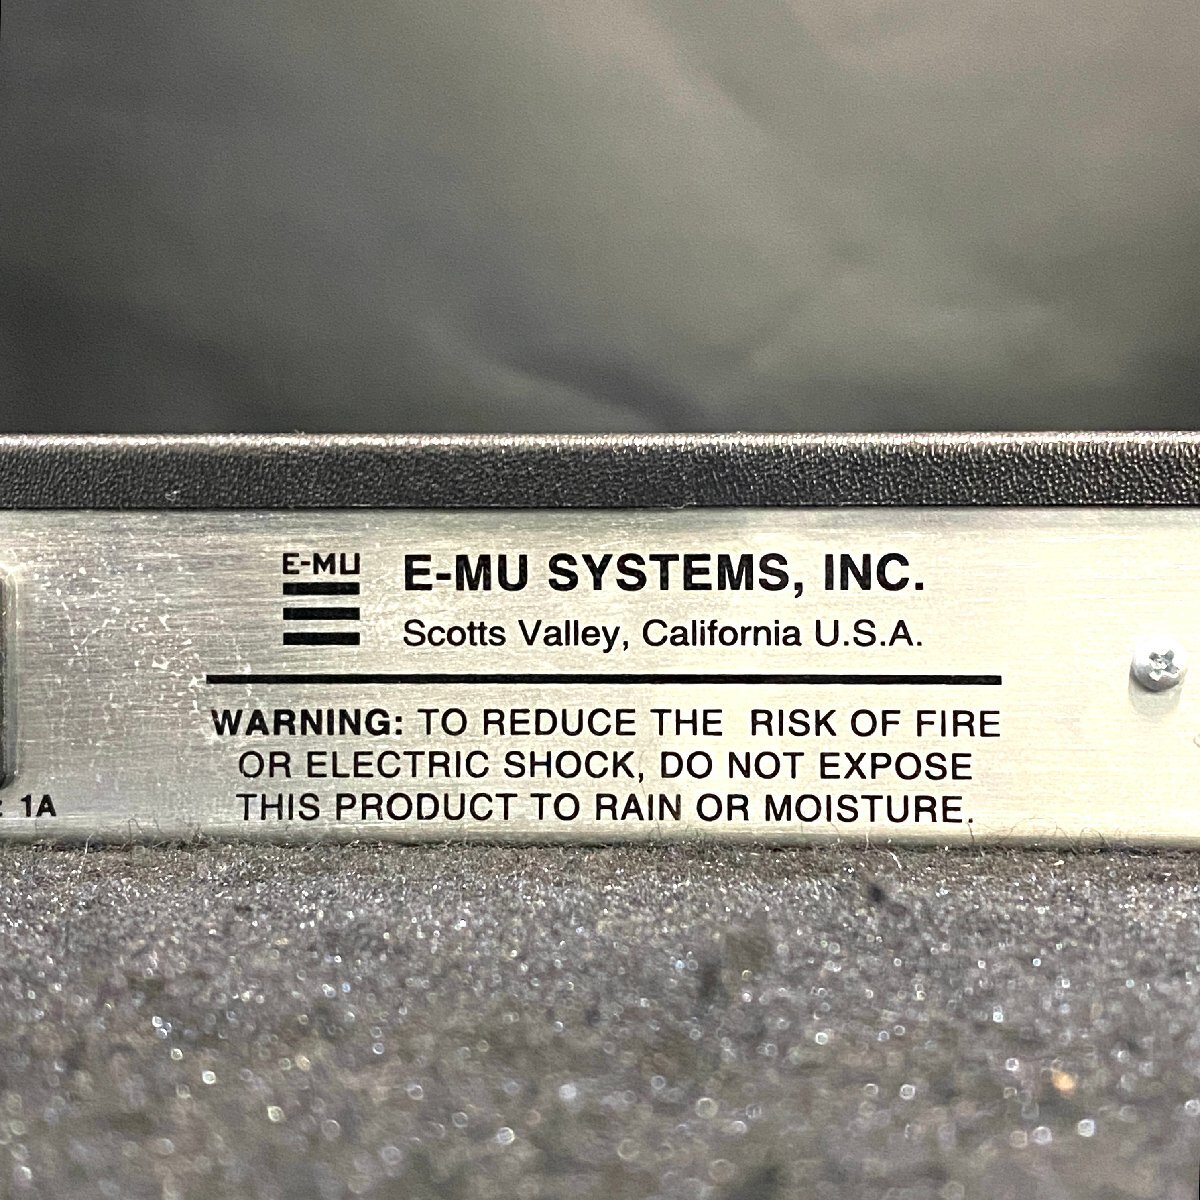 E-MU
E-MU SYSTEMS, INC.
Scotts Valley, California U.S.A.
WARNING: TO REDUCE THE RISK OF FIRE
OR ELECTRIC SHOCK, DO NOT EXPOSE
THIS PRODUCT TO RAIN OR MOISTURE.
: 1A